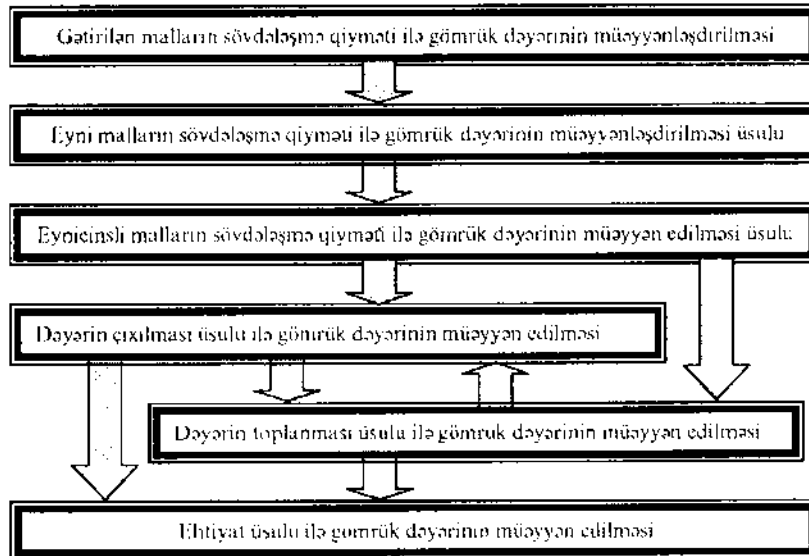 Gətirilən malların sövdələşmə qiyməti ilə gömrük dəyərinin müəyyənləşdirilməsi
Eyni malların sövdələşmə qiyməti ilə gömrük dəyərinin müəyyənləşdirilməsi üsulu
Eynicinsli malların sövdələşmə qiyməti ilə gömrük dəyərinin müəyyən edilməsi üsulu
Dəyərin çıxılması üsulu ilə gömrük dəyərinin müəyyən edilməsi
Dəyərin toplanması üsulu ilə gömrük dəyərinin müəyyən edilməsi
Ehtiyat üsulu ilə gömrük dəyərinin müəyyən edilməsi